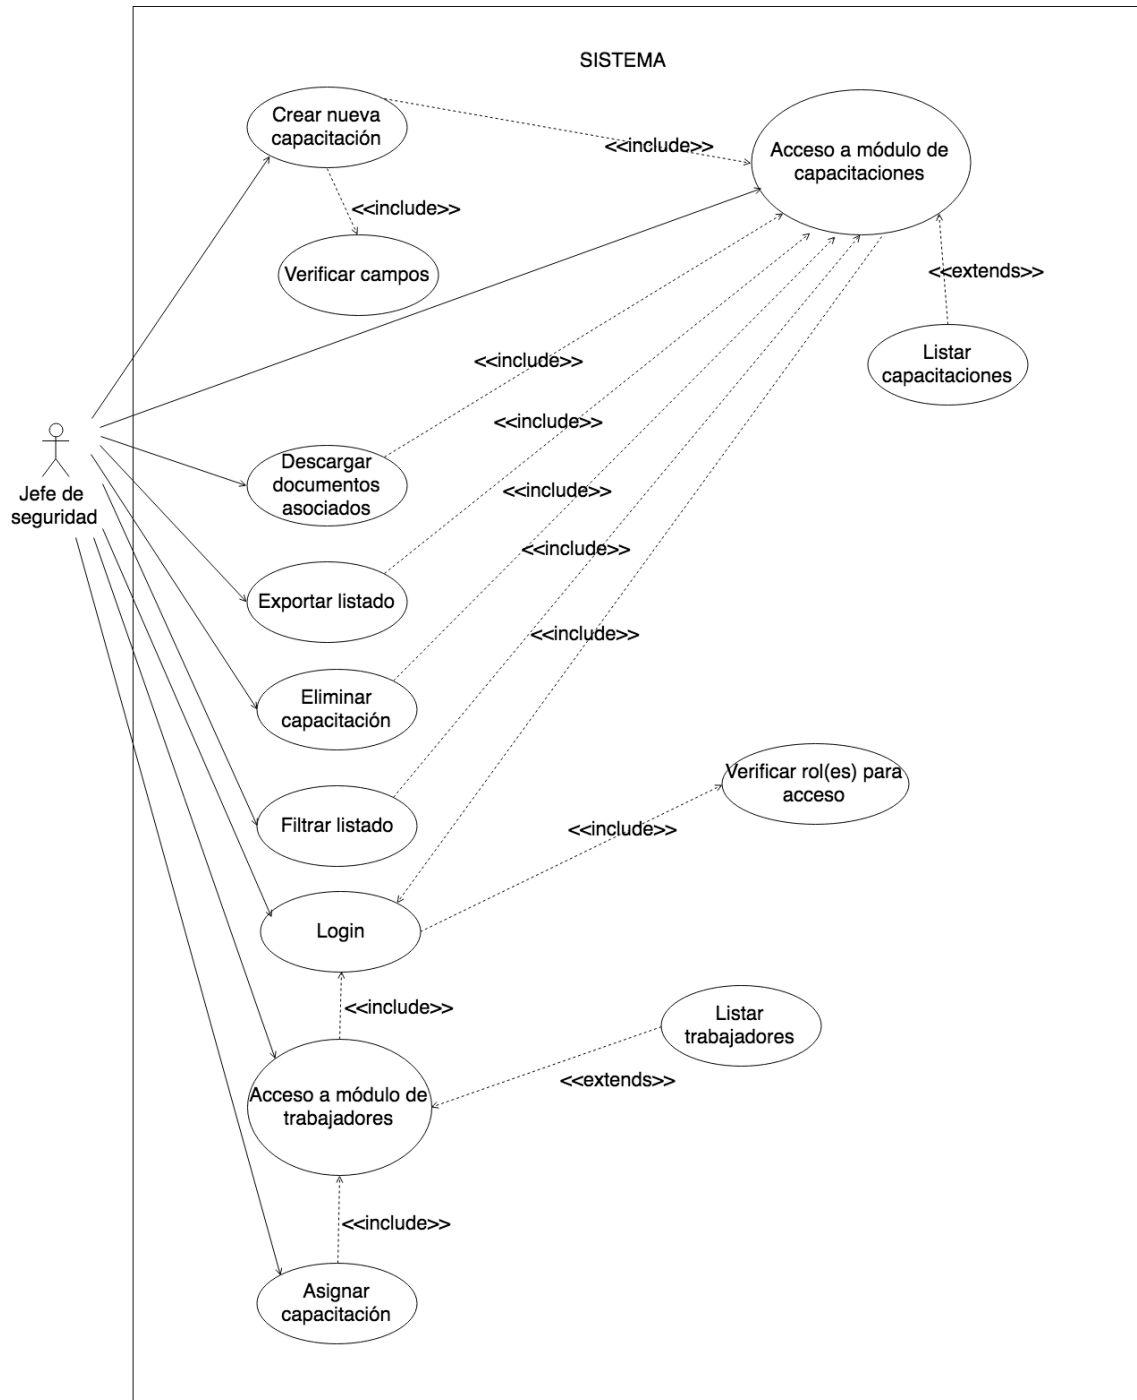 SISTEMA
Crear nueva
capacitación
<<include>>
Acceso a módulo de
capacitaciones
<<include>>
Verificar campos
<<extends>>
Listar
capacitaciones
<<include>>
<<include>>
Jefe de
seguridad
Descargar
documentos
asociados
<<include>>
<<include>>
Exportar listado
<<include>>
Eliminar
capacitación
Verificar rol(es) para
acceso
Filtrar listado
<<include>>
Login
<<include>>
Listar
trabajadores
<<extends>>
Acceso a módulo de
trabajadores
<<include>>
Asignar
capacitación